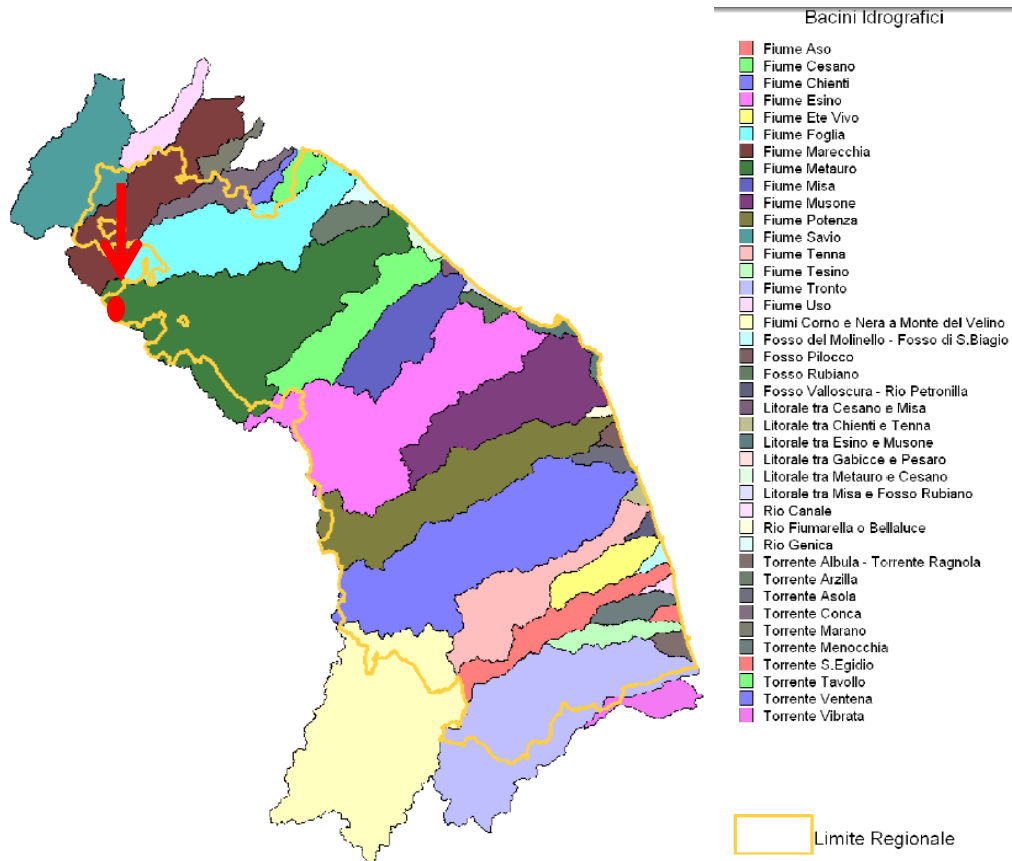 Bacini Idrografici
Fiume Aso
Fiume Cesano
Fiume Chienti
Fiume Esino
Fiume Ete Vivo
Fiume Foglia
Fiume Marecchia
Fiume Metauro
Fiume Misa
Fiume Musone
Fiume Potenza
Fiume Savio
Fiume Tenna
Fiume Tesino
Fiume Tronto
Fiume Uso
Fiumi Corno e Nera a Monte del Velino
Fosso del Molinello - Fosso di S.Biagio
Fosso Pilocco
Fosso Rubiano
Fosso Valloscura - Rio Petronilla
Litorale tra Cesano e Misa
Litorale tra Chienti e Tenna
Litorale tra Esino e Musone
Litorale tra Gabicce e Pesaro
Litorale tra Metauro e Cesano
Litorale tra Misa e Fosso Rubiano
Rio Canale
Rio Fiumarella o Bellaluce
Rio Genica
Torrente Albula - Torrente Ragnola
Torrente Arzilla
Torrente Asola
Torrente Conca
Torrente Marano
Torrente Menocchia
Torrente S.Egidio
Torrente Tavollo
Torrente Ventena
Torrente Vibrata
Limite Regionale